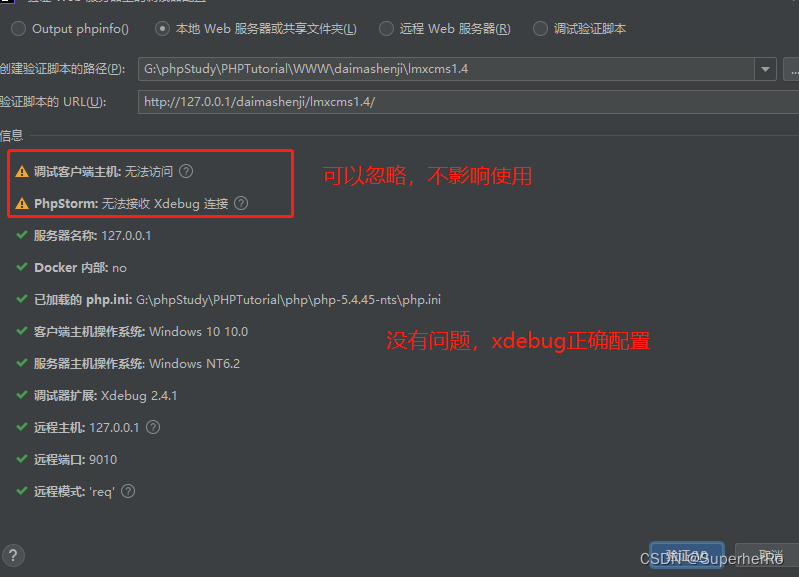 Output phpinfo() 本地 Web 服务器或共享文件夹(L) 远程 Web 服务器(R) 调试验证脚本
创建验证脚本的路径(P): G:\phpStudy\PHPTutorial\WWW\daimashenji\lmxcms1.4 ...
验证脚本的 URL(U): http://127.0.0.1/daimashenji/lmxcms1.4/
信息
调试客户端主机: 无法访问 ?
可以忽略，不影响使用
PhpStorm: 无法接收 Xdebug 连接 ?
服务器名称: 127.0.0.1
Docker 内部: no
已加载的 php.ini: G:\phpStudy\PHPTutorial\php\php-5.4.45-nts\php.ini
客户端主机操作系统: Windows 10 10.0
没有问题，xdebug正确配置
服务器主机操作系统: Windows NT6.2
调试器扩展: Xdebug 2.4.1
远程主机: 127.0.0.1 ?
远程端口: 9010
远程模式: 'req' ?
? 验证(V) 取消
CSDN @SuperherRo